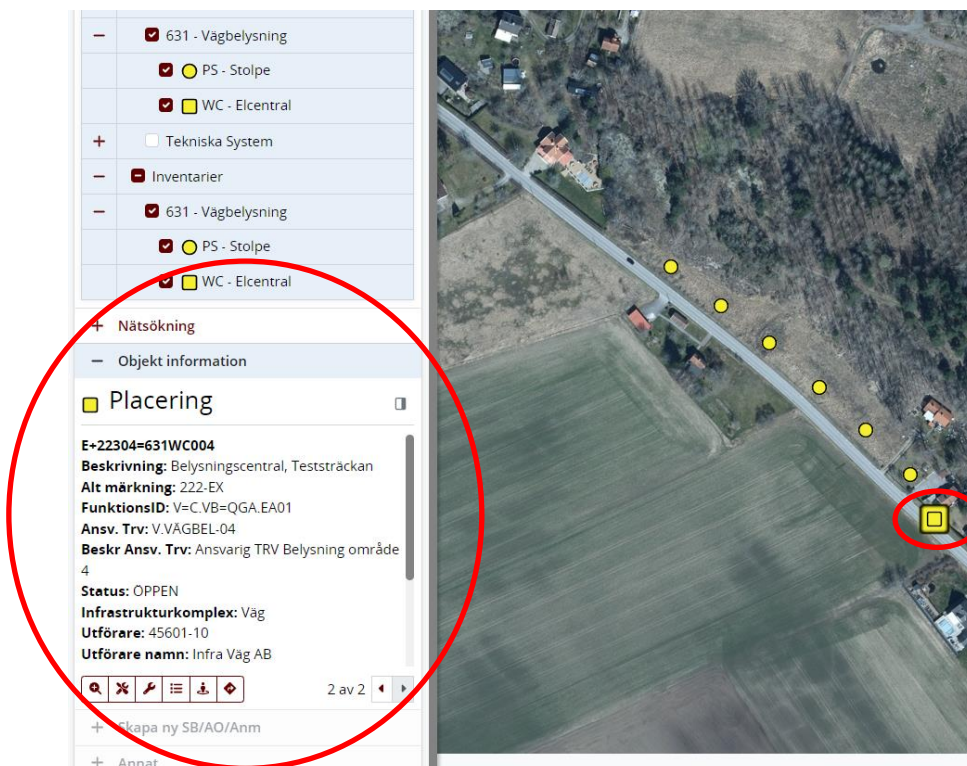 631 - Vägbelysning
PS - Stolpe
WC - Elcentral
Tekniska System
Inventarier
631 - Vägbelysning
PS - Stolpe
WC - Elcentral
Nätsökning
Objekt information
Placering
E+22304=631WC004
Beskrivning: Belysningscentral, Teststräckan
Alt märkning: 222-EX
FunktionsID: V=C.VB=QGA.EA01
Ansv. Trv: V.VÄGBEL-04
Beskr Ansv. Trv: Ansvarig TRV Belysning område
4
Status: ÖPPEN
Infrastrukturkomplex: Väg
Utförare: 45601-10
Utförare namn: Infra Väg AB
2 av 2
Skapa ny SB/AO/Anm
Annat